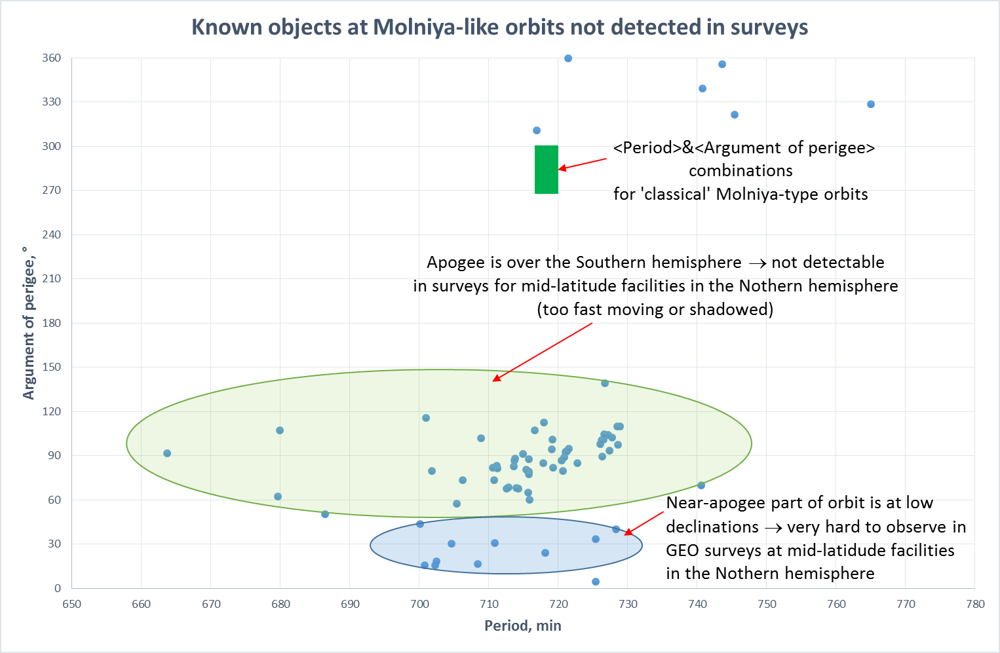 Known objects at Molniya-like orbits not detected in surveys
360
330
300
270
240
210
180
150
120
90
60
30
0
Argument of perigee, °
<Period>&<Argument of perigee>
combinations
for 'classical' Molniya-type orbits
Apogee is over the Southern hemisphere → not detectable
in surveys for mid-latitude facilities in the Nothern hemisphere
(too fast moving or shadowed)
Near-apogee part of orbit is at low
declinations → very hard to observe in
GEO surveys at mid-latidude facilities
in the Nothern hemisphere
650 660 670 680 690 700 710 720 730 740 750 760 770 780
Period, min